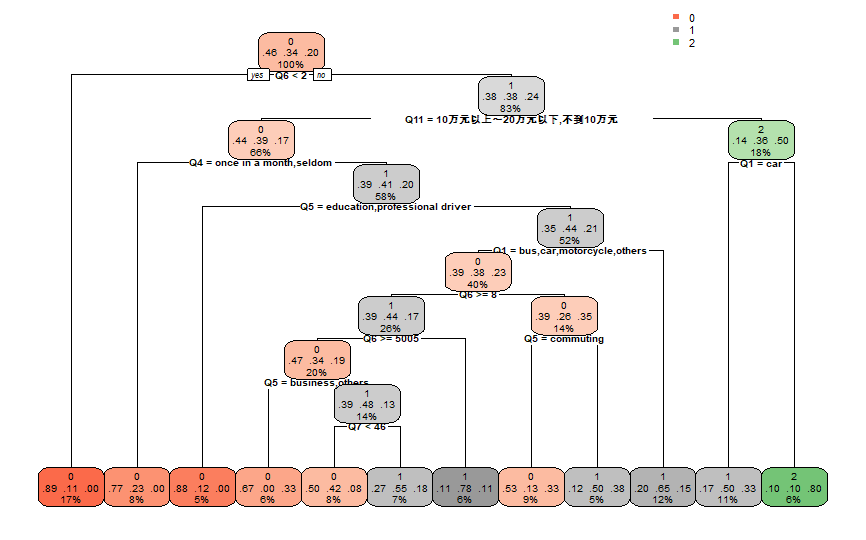 0
1
2
0
.46 .34 .20
100%
yes Q6 < 2 no
1
.38 .38 .24
83%
Q11 = 10万元以上～20万元以下,不到10万元
0
.44 .39 .17
66%
2
.14 .36 .50
18%
Q4 = once in a month,seldom
Q1 = car
1
.39 .41 .20
58%
Q5 = education,professional driver
1
.35 .44 .21
52%
Q1 = bus,car,motorcycle,others
0
.39 .38 .23
40%
Q6 >= 8
1
.39 .44 .17
26%
0
.39 .26 .35
14%
Q6 >= 5005
Q5 = commuting
0
.47 .34 .19
20%
Q5 = business,others
1
.39 .48 .13
14%
Q7 < 46
0
.89 .11 .00
17%
0
.77 .23 .00
8%
0
.88 .12 .00
5%
0
.67 .00 .33
6%
0
.50 .42 .08
8%
1
.27 .55 .18
7%
1
.11 .78 .11
6%
0
.53 .13 .33
9%
1
.12 .50 .38
5%
1
.20 .65 .15
12%
1
.17 .50 .33
11%
2
.10 .10 .80
6%